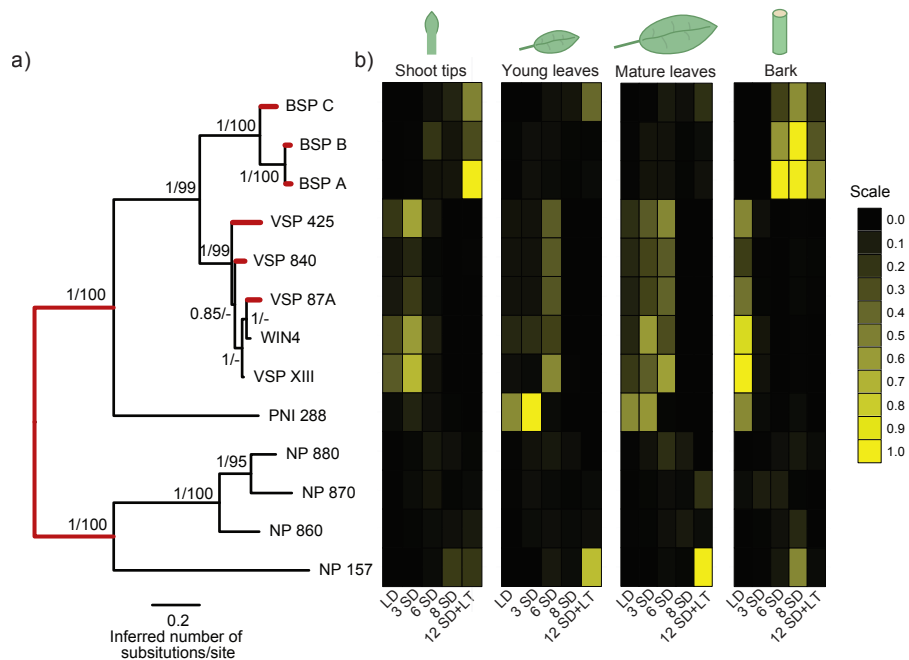 a)
b)
Shoot tips
Young leaves
Mature leaves
Bark
BSP C
1/100
BSP B
1/100
BSP A
1/99
VSP 425
1/99
VSP 840
1/100
VSP 87A
0.85/-
1/-
WIN4
1/-
VSP XIII
PNI 288
NP 880
1/95
NP 870
1/100
NP 860
1/100
NP 157
0.2
Inferred number of
subsitutions/site
LD
3 SD
6 SD
8 SD
12 SD+LT
LD
3 SD
6 SD
8 SD
12 SD+LT
LD
3 SD
6 SD
8 SD
12 SD+LT
LD
3 SD
6 SD
8 SD
12 SD+LT
Scale
0.0
0.1
0.2
0.3
0.4
0.5
0.6
0.7
0.8
0.9
1.0